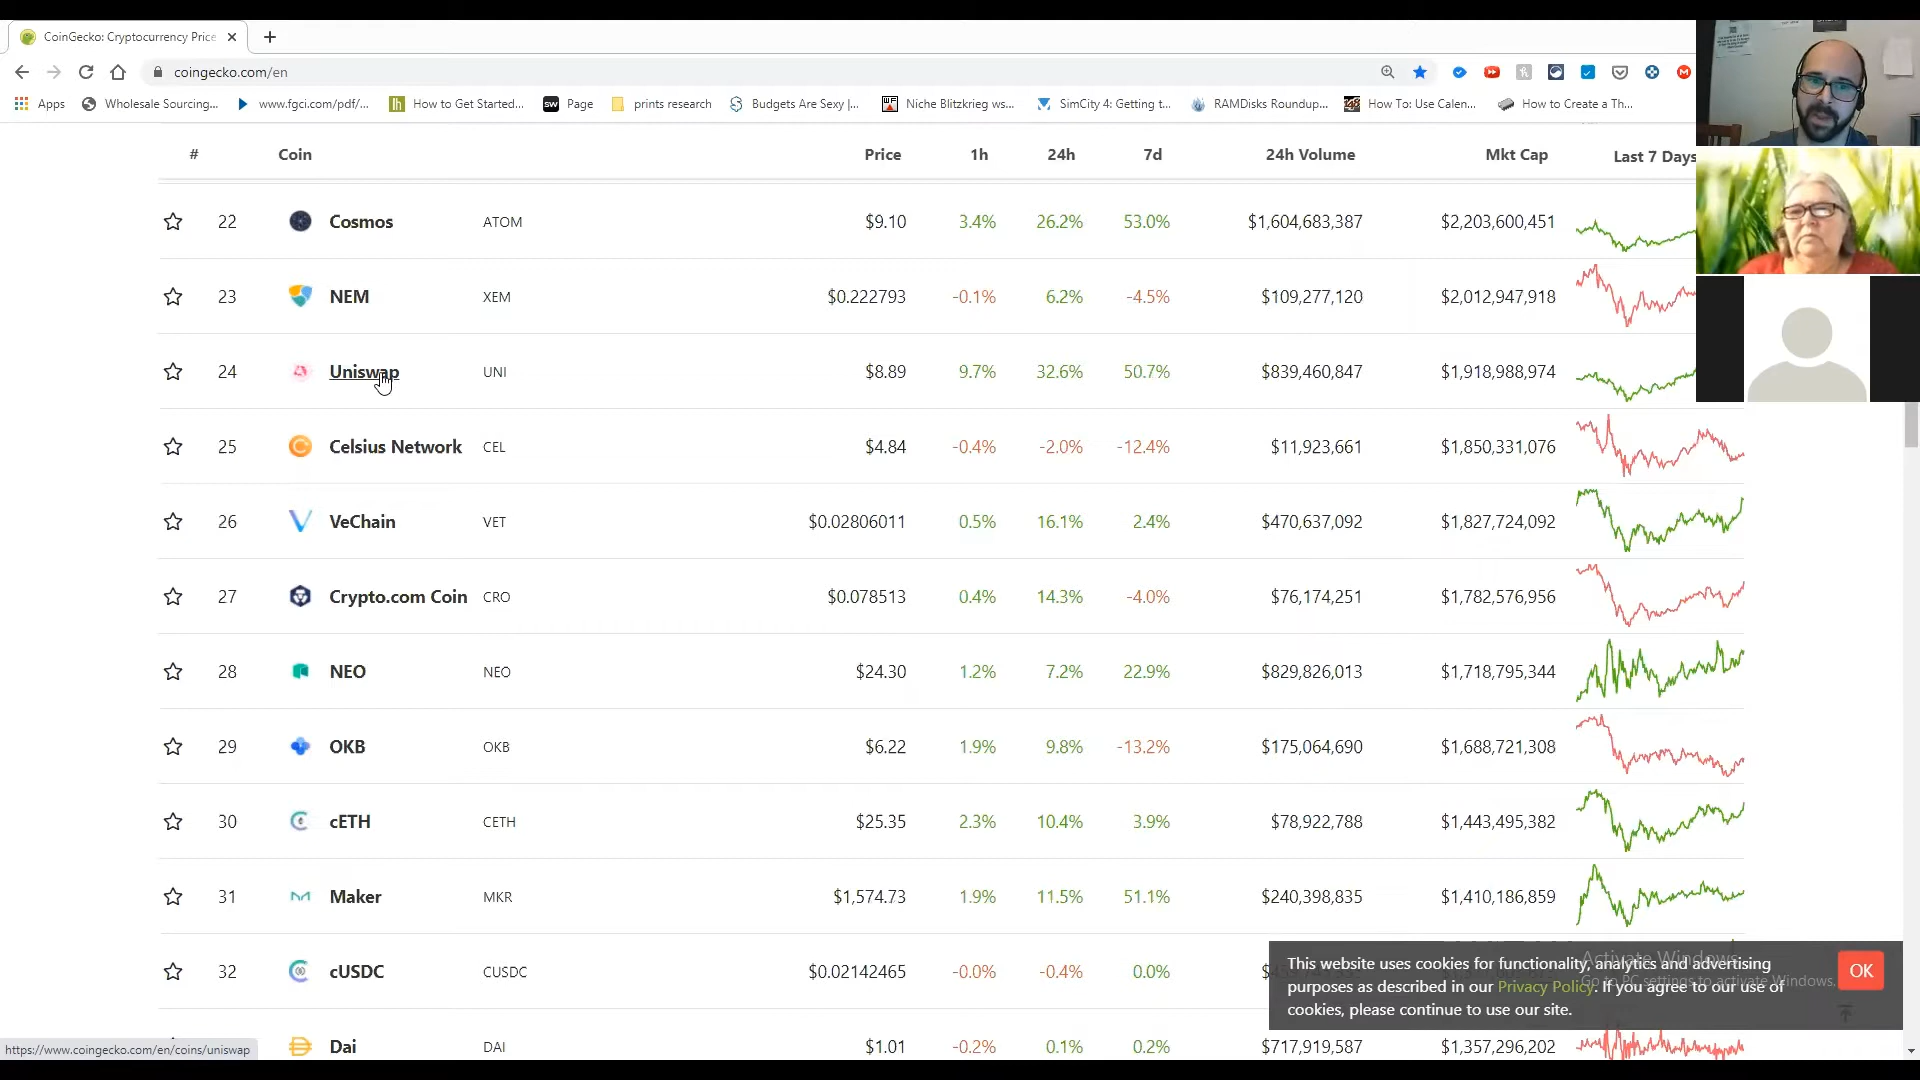 CoinGecko: Cryptocurrency Price
coingecko.com/en
Apps Wholesale Sourcing... www.fgci.com/pdf/... How to Get Started... Page prints research Budgets Are Sexy |... Niche Blitzkrieg ws... SimCity 4: Getting t... RAMDisks Roundup... How To: Use Calen... How to Create a Th...
# Coin Price 1h 24h 7d 24h Volume Mkt Cap Last 7 Days
22 Cosmos ATOM $9.10 3.4% 26.2% 53.0% $1,604,683,387 $2,203,600,451
23 NEM XEM $0.222793 -0.1% 6.2% -4.5% $109,277,120 $2,012,947,918
24 Uniswap UNI $8.89 9.7% 32.6% 50.7% $839,460,847 $1,918,988,974
25 Celsius Network CEL $4.84 -0.4% -2.0% -12.4% $11,923,661 $1,850,331,076
26 VeChain VET $0.02806011 0.5% 16.1% 2.4% $470,637,092 $1,827,724,092
27 Crypto.com Coin CRO $0.078513 0.4% 14.3% -4.0% $76,174,251 $1,782,576,956
28 NEO NEO $24.30 1.2% 7.2% 22.9% $829,826,013 $1,718,795,344
29 OKB OKB $6.22 1.9% 9.8% -13.2% $175,064,690 $1,688,721,308
30 cETH CETH $25.35 2.3% 10.4% 3.9% $78,922,788 $1,443,495,382
31 Maker MKR $1,574.73 1.9% 11.5% 51.1% $240,398,835 $1,410,186,859
32 cUSDC CUSDC $0.02142465 -0.0% -0.4% 0.0%
Dai DAI $1.01 -0.2% 0.1% 0.2% $717,919,587 $1,357,296,202
This website uses cookies for functionality, analytics and advertising
purposes as described in our Privacy Policy. If you agree to our use of
cookies, please continue to use our site.
OK
Activate Windows
Go to PC settings to activate Windows.
https://www.coingecko.com/en/coins/uniswap